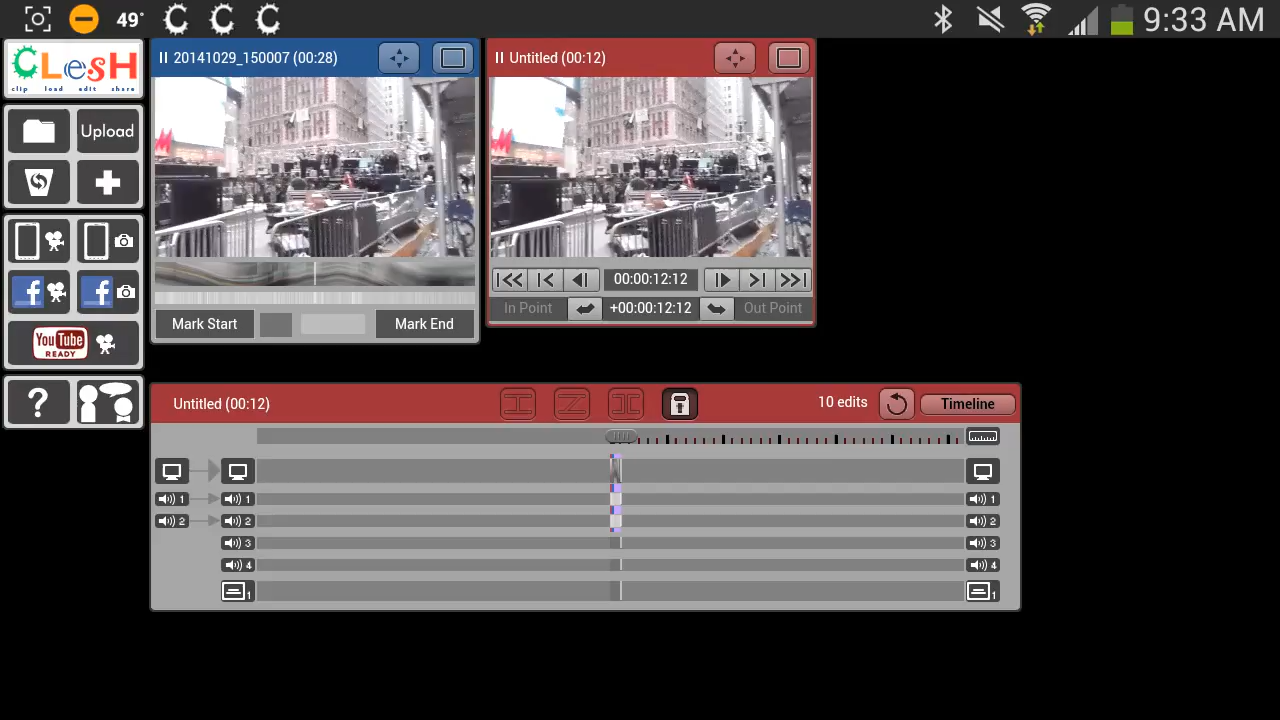 49°
9:33 AM
CLesH
clip load edit share
Upload
YouTube
READY
?
20141029_150007 (00:28)
Mark Start
Mark End
Untitled (00:12)
00:00:12:12
In Point
+00:00:12:12
Out Point
Untitled (00:12)
10 edits
Timeline
1 1 1
2 2 2
3 3
4 4
1 1